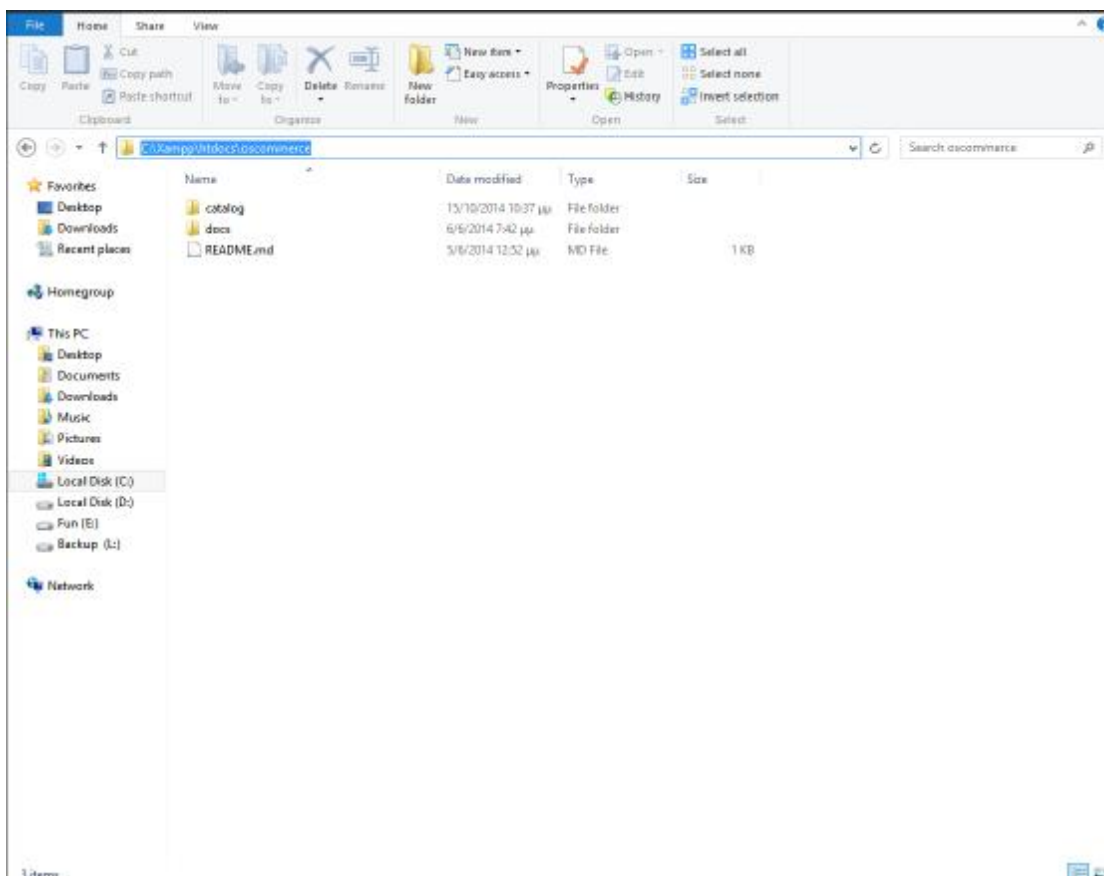 File Home Share View
Copy
Paste
Cut
Copy path
Paste shortcut
Clipboard
Move to
Copy to
Delete
Rename
Organize
New folder
New item
Easy access
New
Properties
Open
Edit
History
Open
Select all
Select none
Invert selection
Select
C:\Xampp\htdocs\oscommerce
Search oscommerce
Name Date modified Type Size
catalog 15/10/2014 10:37 μμ File folder
docs 6/6/2014 7:42 μμ File folder
README.md 5/6/2014 12:52 μμ MD File 1 KB
Favorites
Desktop
Downloads
Recent places
Homegroup
This PC
Desktop
Documents
Downloads
Music
Pictures
Videos
Local Disk (C:)
Local Disk (D:)
Fun (E:)
Backup (L:)
Network
3 items